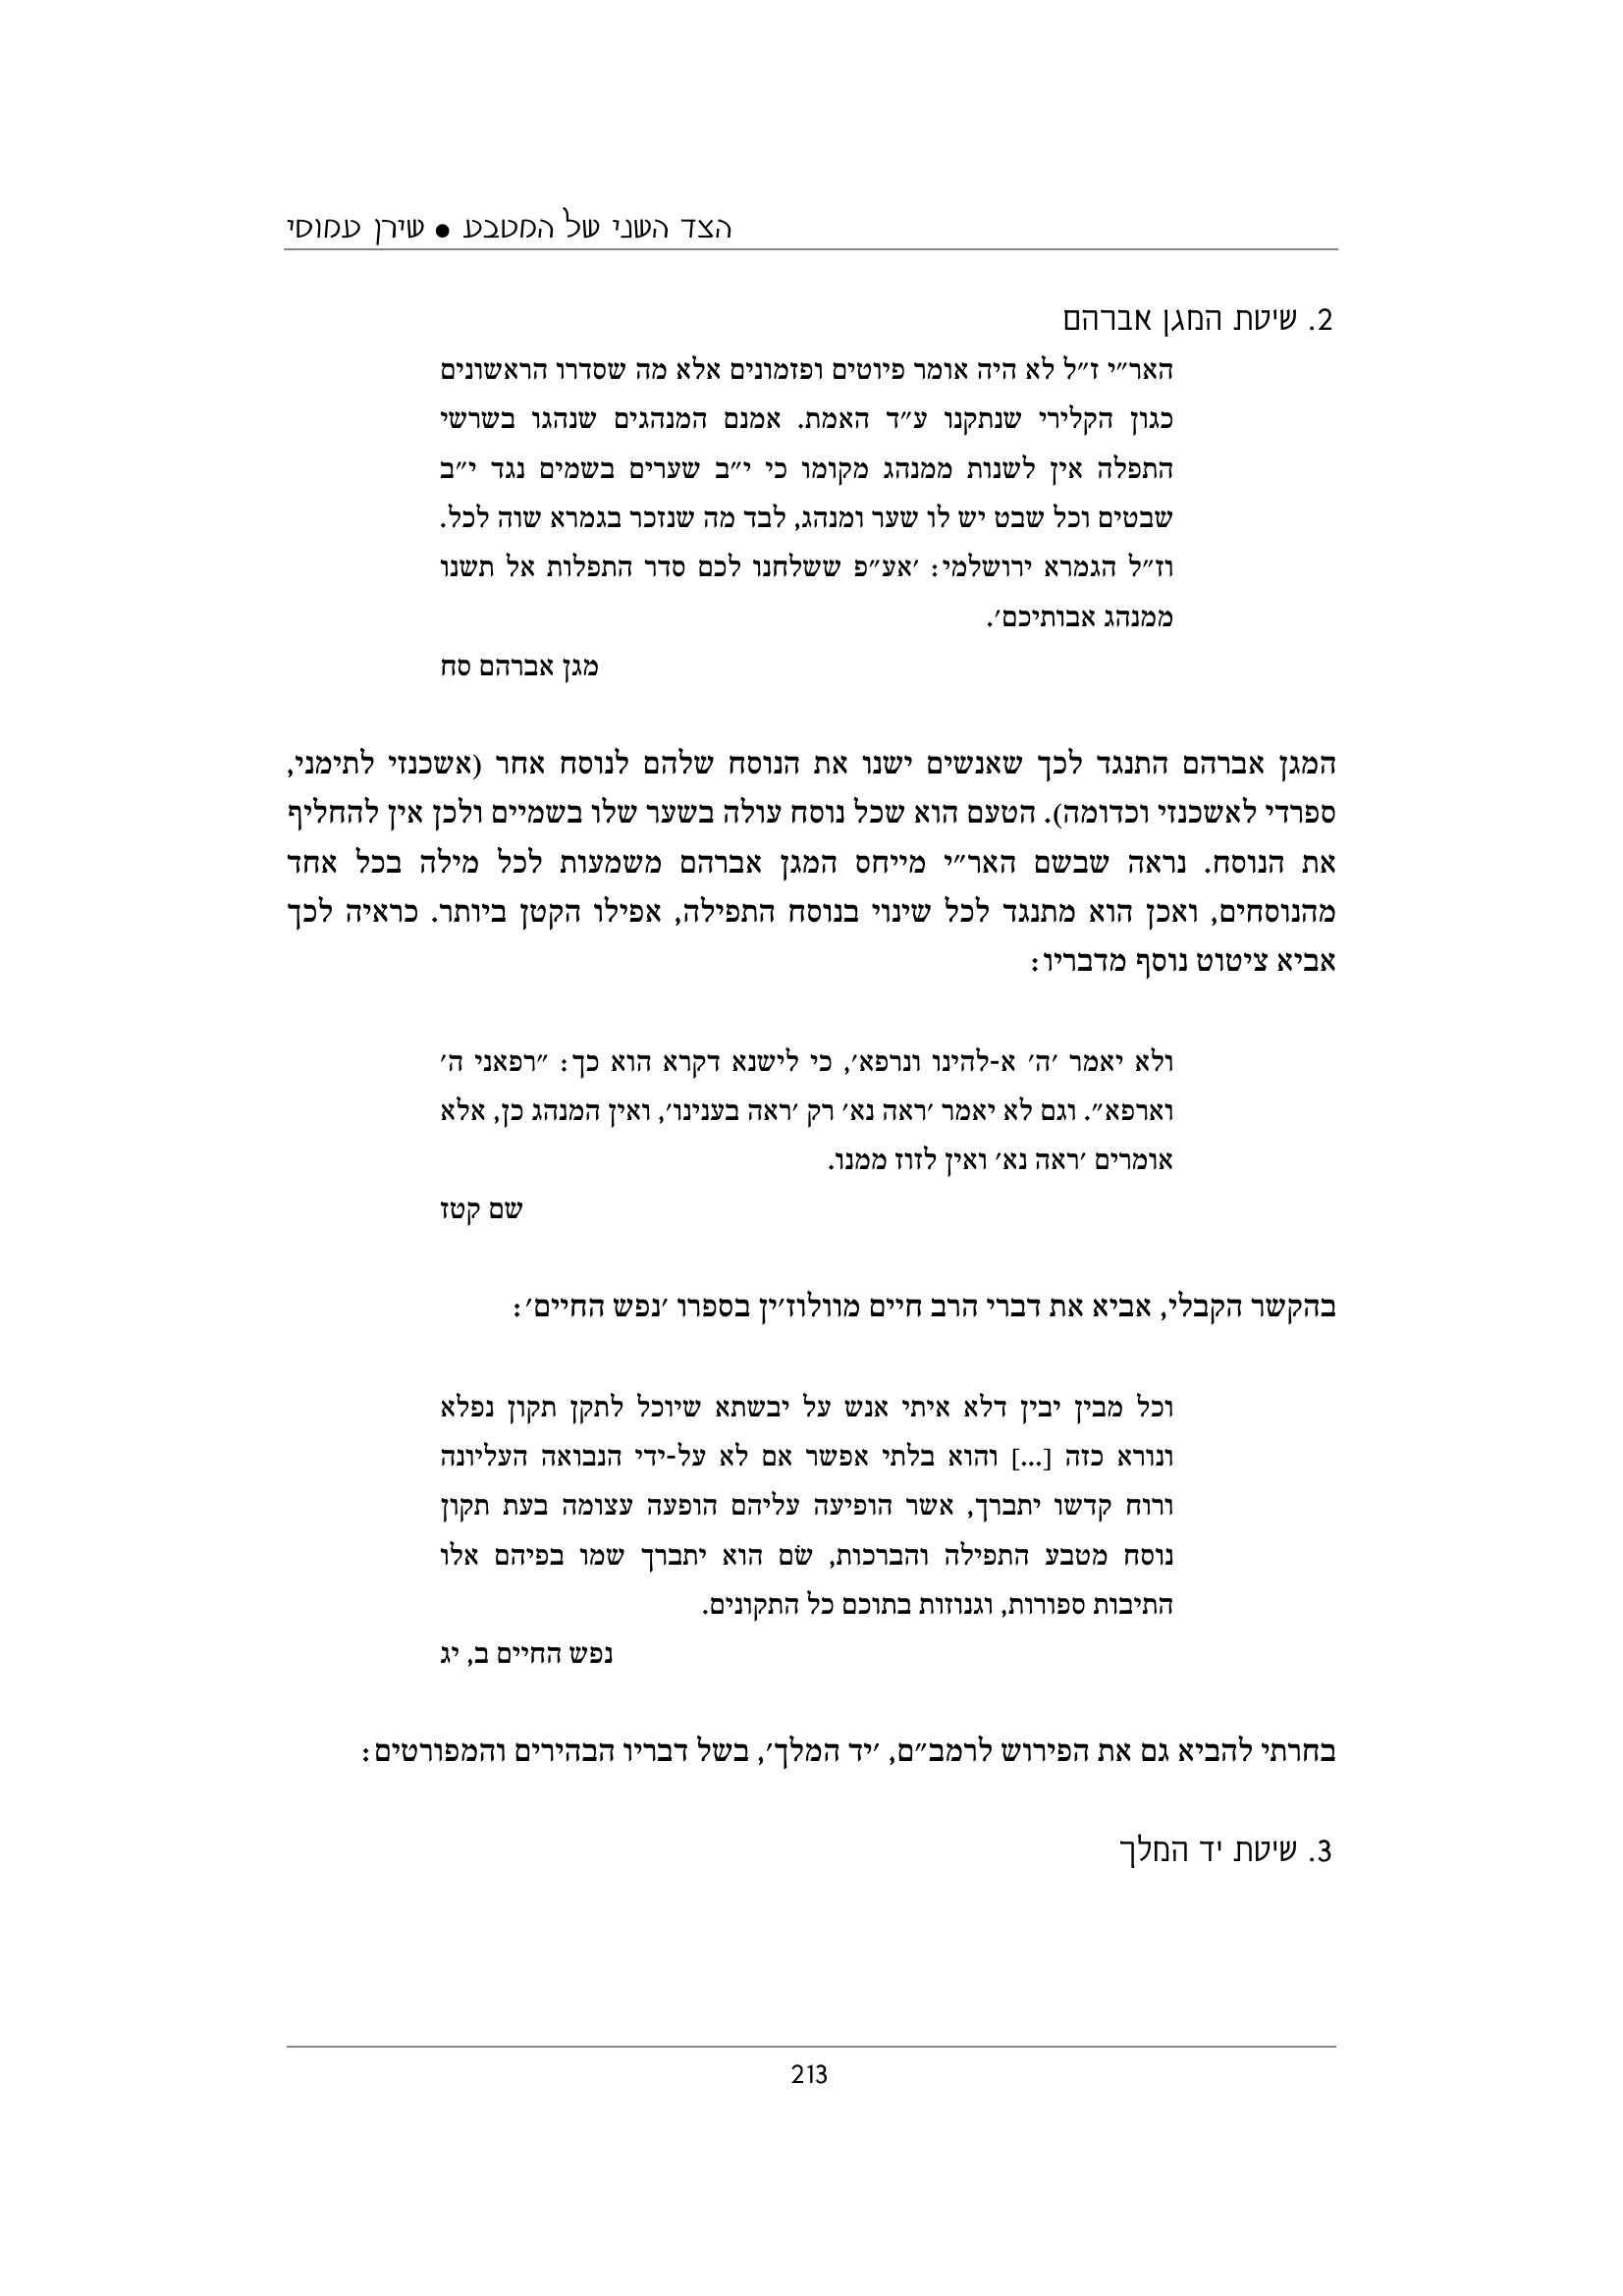 הצד השני של המטבע ● שירן עמוסי
2. שיטת המגן אברהם
האר״י ז״ל לא היה אומר פיוטים ופזמונים אלא מה שסדרו הראשונים
כגון הקלירי שנתקנו ע״ד האמת. אמנם המנהגים שנהגו בשרשי
התפלה אין לשנות ממנהג מקומו כי י״ב שערים בשמים נגד י״ב
שבטים וכל שבט יש לו שער ומנהג, לבד מה שנזכר בגמרא שוה לכל.
וז״ל הגמרא ירושלמי: ׳אע״פ ששלחנו לכם סדר התפלות אל תשנו
ממנהג אבותיכם׳.
מגן אברהם סח
המגן אברהם התנגד לכך שאנשים ישנו את הנוסח שלהם לנוסח אחר (אשכנזי לתימני,
ספרדי לאשכנזי וכדומה). הטעם הוא שכל נוסח עולה בשער שלו בשמיים ולכן אין להחליף
את הנוסח. נראה שבשם האר״י מייחס המגן אברהם משמעות לכל מילה בכל אחד
מהנוסחים, ואכן הוא מתנגד לכל שינוי בנוסח התפילה, אפילו הקטן ביותר. כראיה לכך
אביא ציטוט נוסף מדבריו:
ולא יאמר ׳ה׳ א-להינו ונרפא׳, כי לישנא דקרא הוא כך: ״רפאני ה׳
וארפא״. וגם לא יאמר ׳ראה נא׳ רק ׳ראה בענינו׳, ואין המנהג כן, אלא
אומרים ׳ראה נא׳ ואין לזוז ממנו.
שם קטז
בהקשר הקבלי, אביא את דברי הרב חיים מוולוז׳ין בספרו ׳נפש החיים׳:
וכל מבין יבין דלא איתי אנש על יבשתא שיוכל לתקן תקון נפלא
ונורא כזה [...] והוא בלתי אפשר אם לא על-ידי הנבואה העליונה
ורוח קדשו יתברך, אשר הופיעה עליהם הופעה עצומה בעת תקון
נוסח מטבע התפילה והברכות, שׂם הוא יתברך שמו בפיהם אלו
התיבות ספורות, וגנוזות בתוכם כל התקונים.
נפש החיים ב, יג
בחרתי להביא גם את הפירוש לרמב״ם, ׳יד המלך׳, בשל דבריו הבהירים והמפורטים:
3. שיטת יד המלך
213